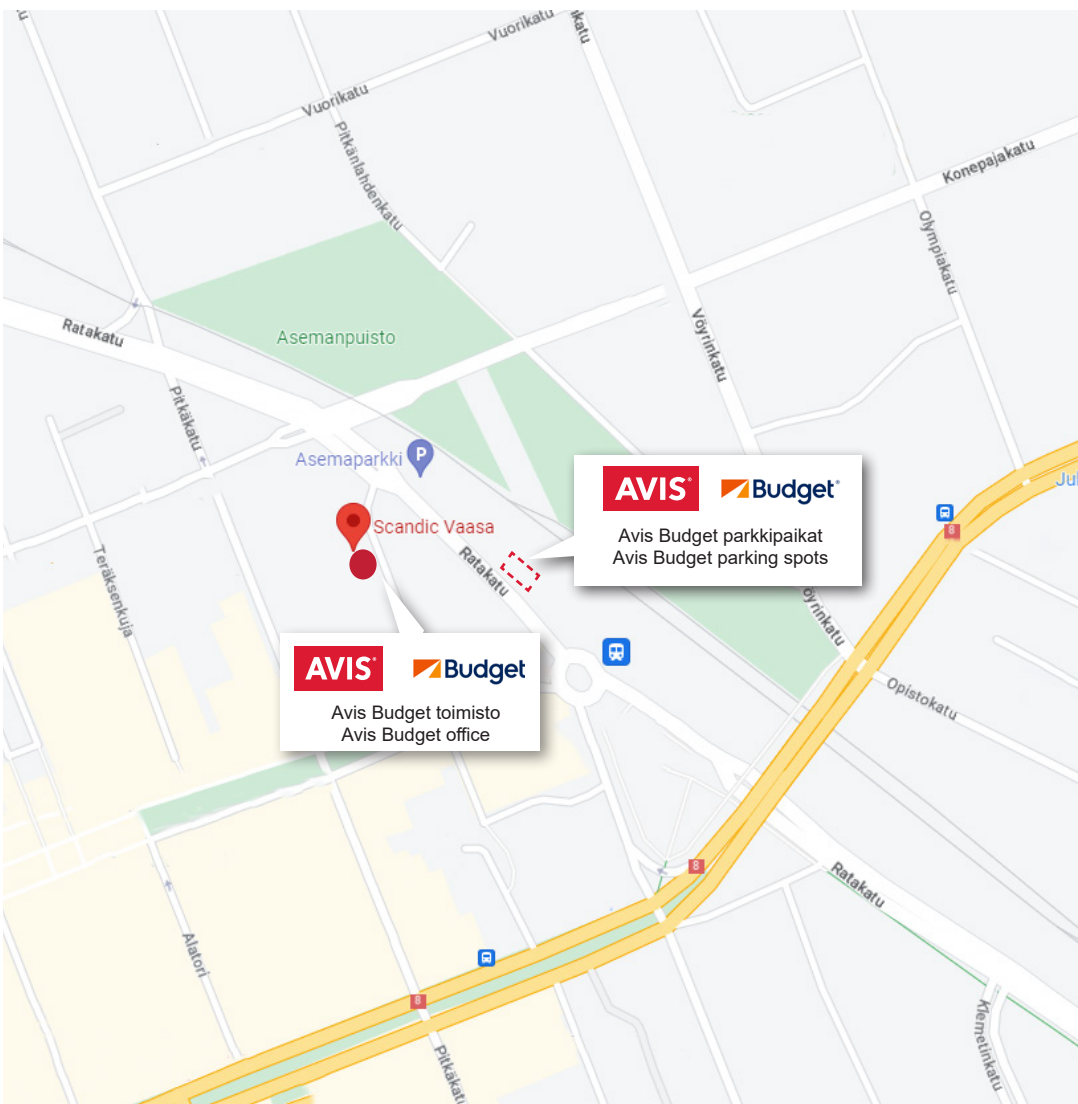 Vuorikatu
Vuorikatu
Pitkänlahdenkatu
Konepajakatu
Olympiakatu
Ratakatu
Asemanpuisto
Vöyrinkatu
Pitkäkatu
Asemaparkki
P
Scandic Vaasa
Ratakatu
AVIS Budget
Avis Budget parkkipaikat
Avis Budget parking spots
8
Teräksenkuja
AVIS Budget
Avis Budget toimisto
Avis Budget office
Opistokatu
8
Ratakatu
Alatori
8
Pitkäkatu
Klemetinkatu